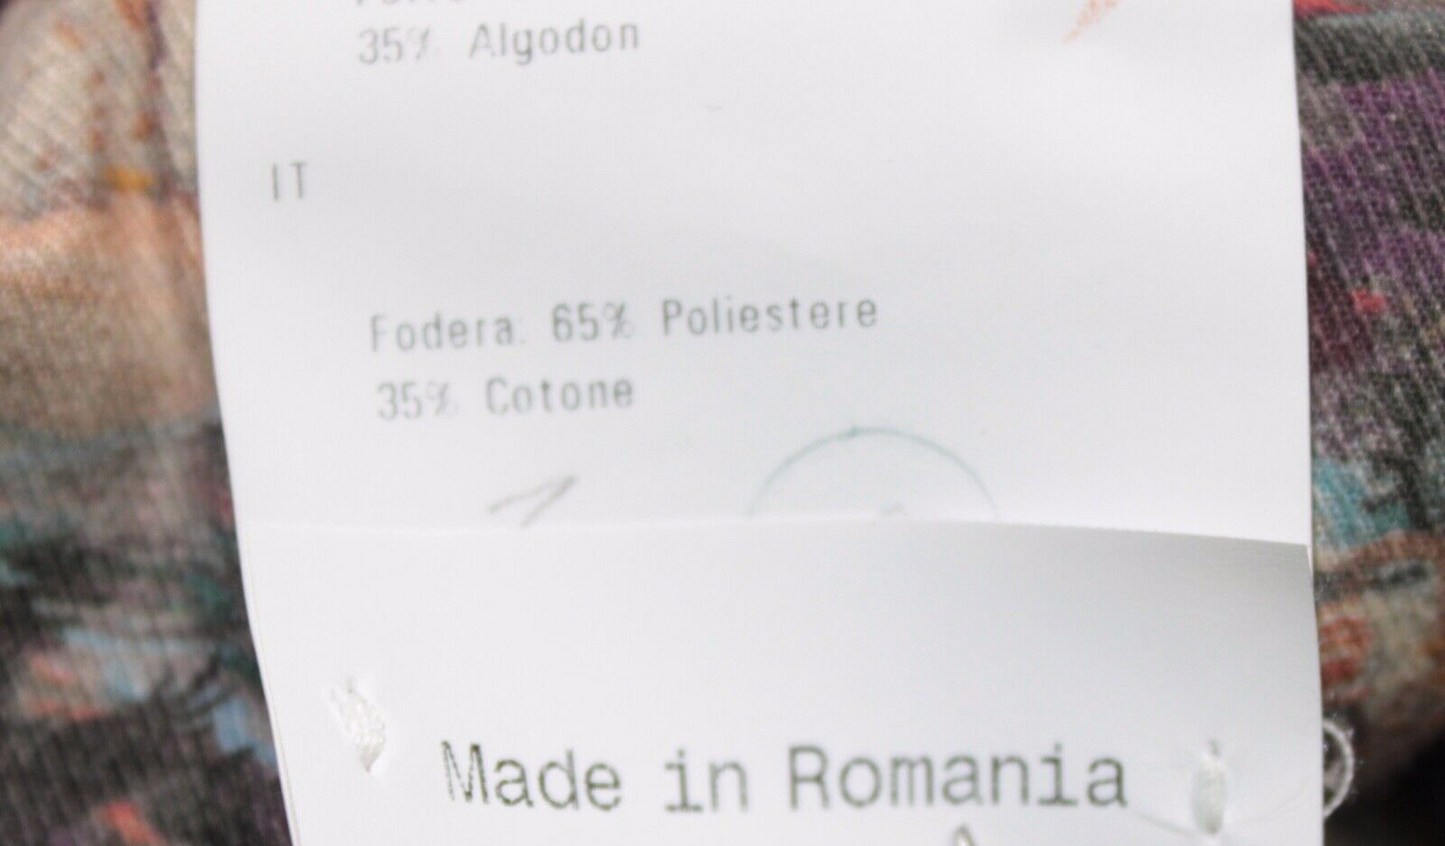 35% Algodon
IT
Fodera: 65% Poliestere
35% Cotone
Made in Romania